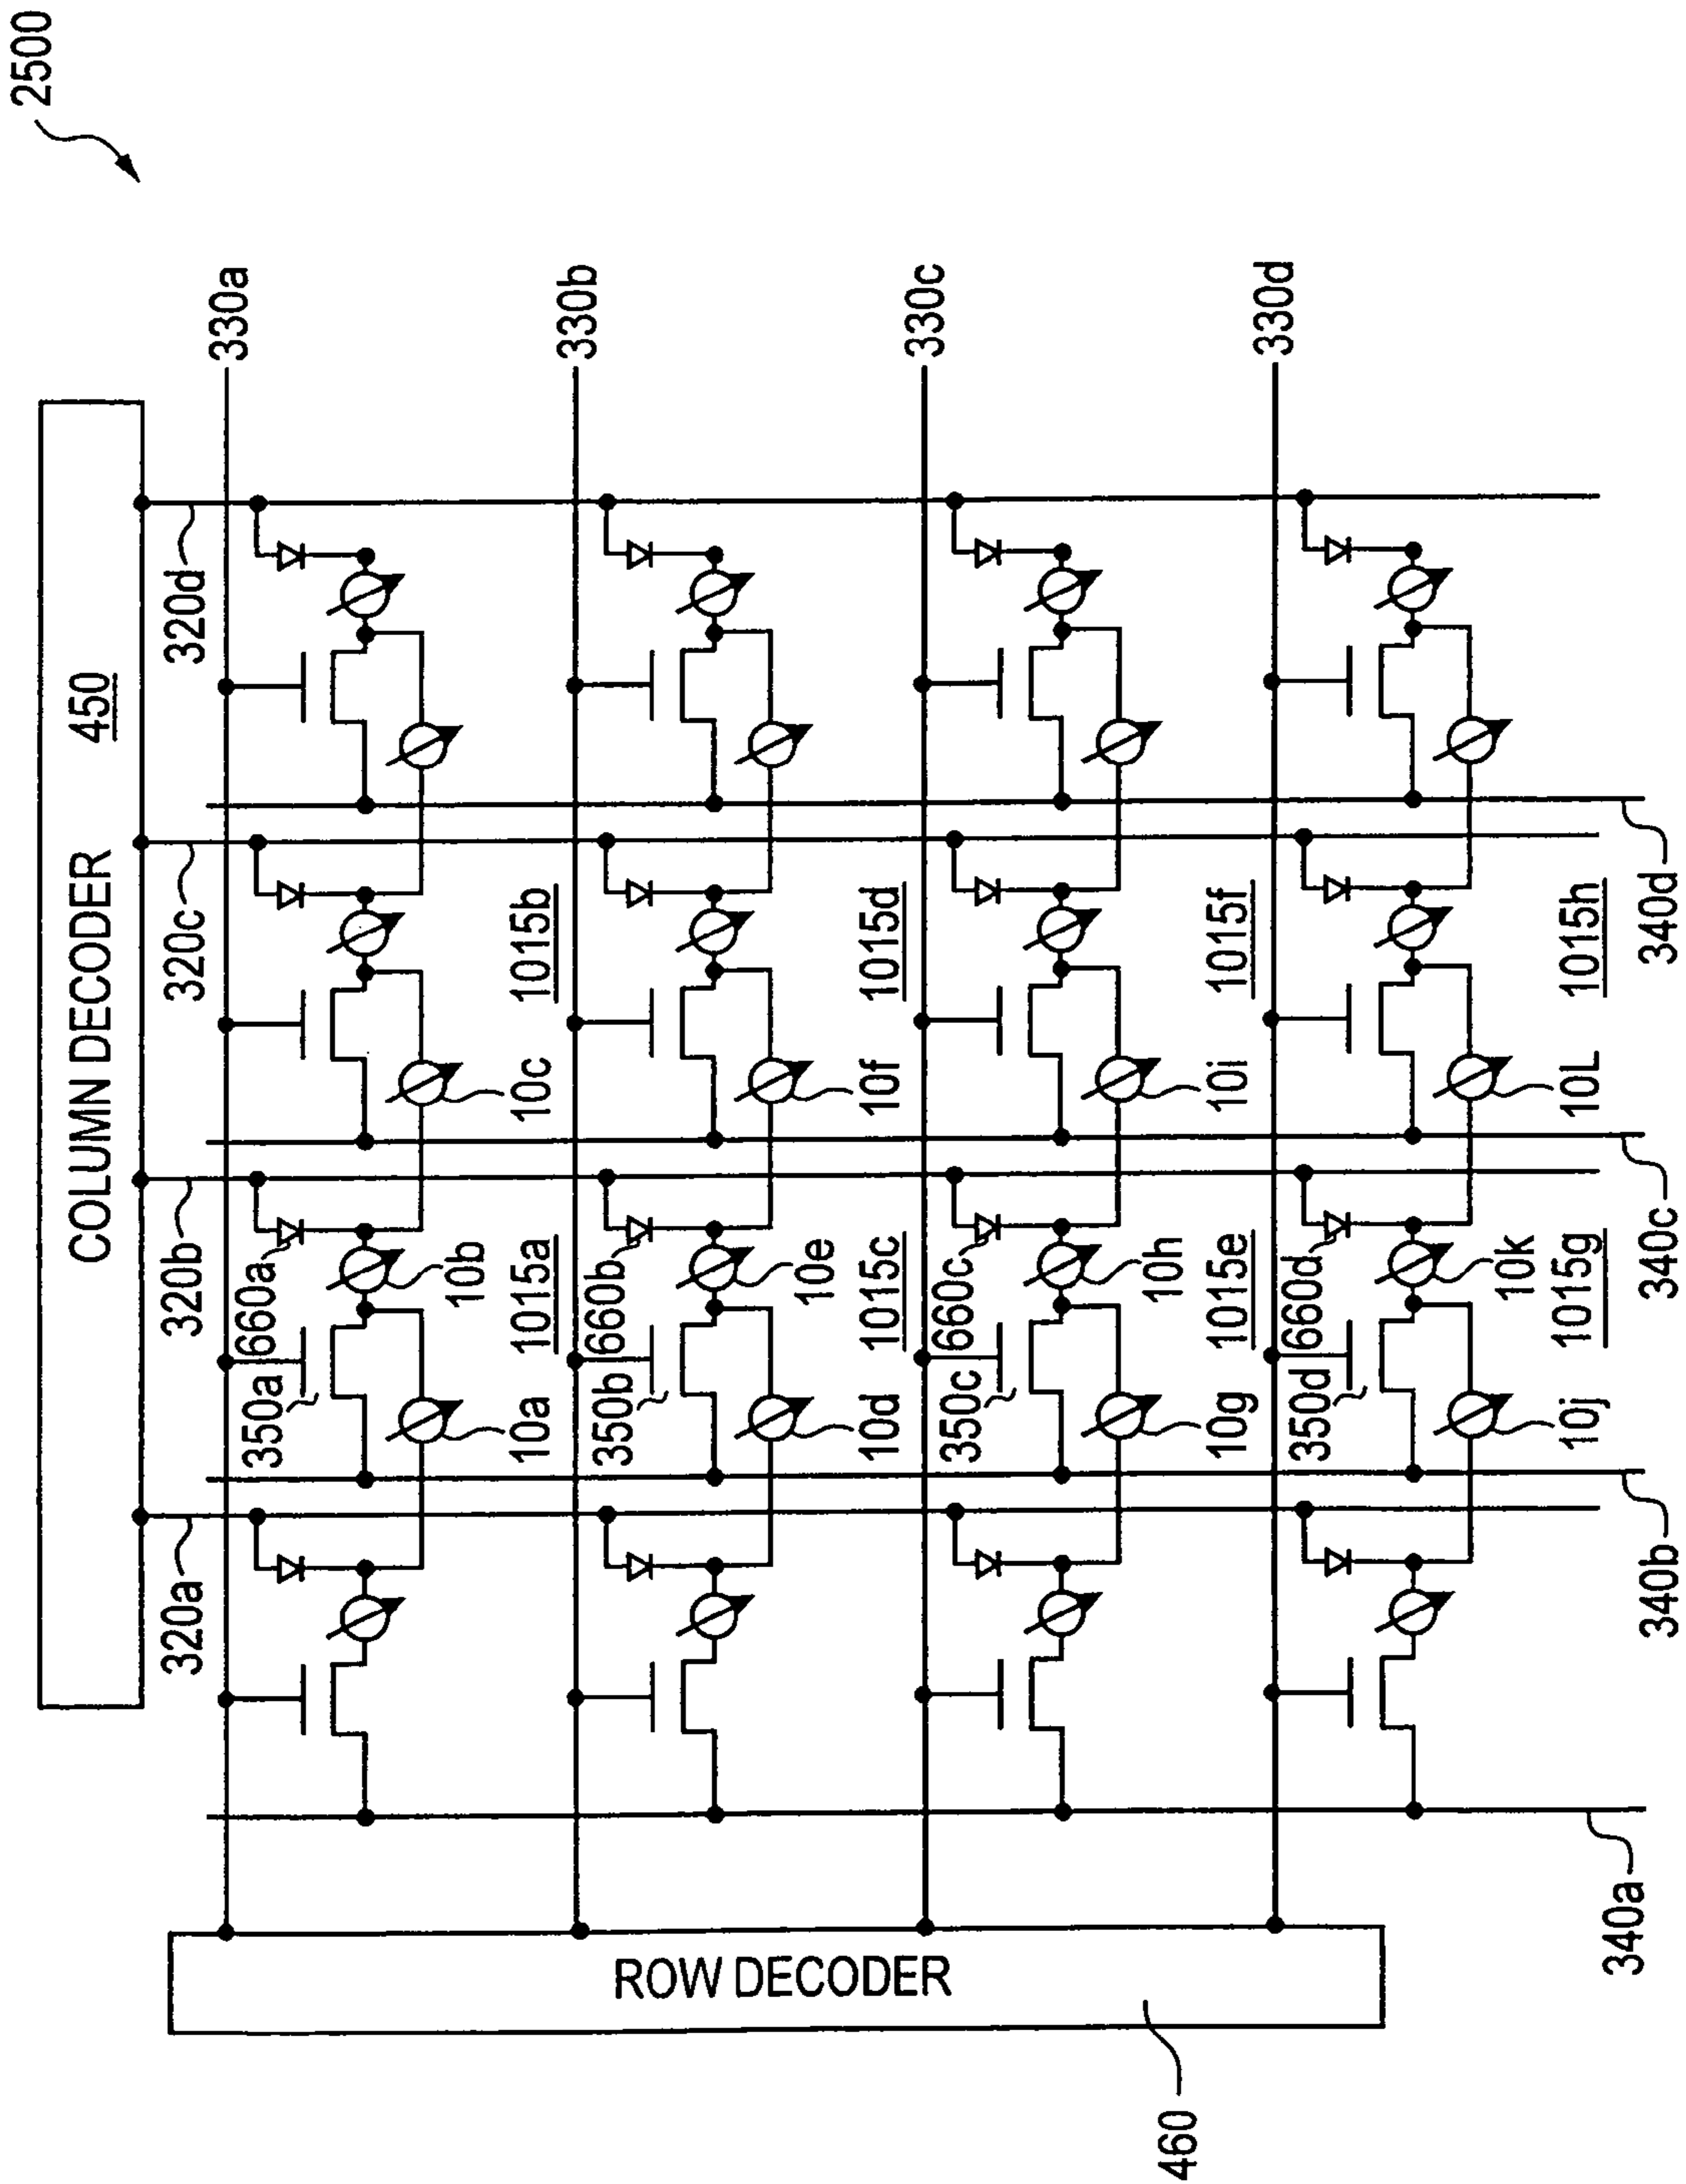 2500
COLUMN DECODER 450
320a
320b
320c
320d
330a
350a
660a
10a
10b
10c
1015a
1015b
330b
350b
660b
10d
10e
10f
1015c
1015d
330c
350c
660c
10g
10h
10i
1015e
1015f
330d
350d
660d
10j
10k
10L
1015g
1015h
340a
340b
340c
340d
ROW DECODER
460